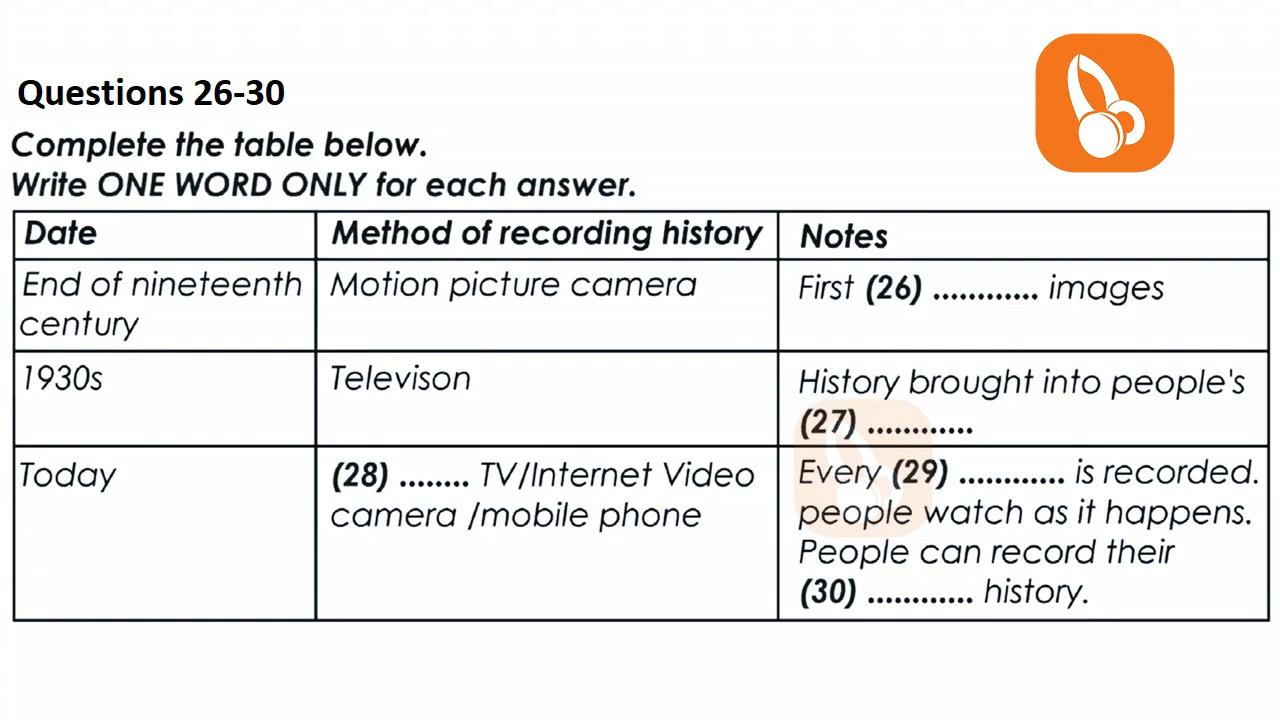 Questions 26-30
Complete the table below.
Write ONE WORD ONLY for each answer.
Date
Method of recording history
Notes
End of nineteenth
century
Motion picture camera
First (26) ............ images
1930s
Televison
History brought into people's
(27) ............
Today
(28) ........ TV/Internet Video
camera /mobile phone
Every (29) ............ is recorded.
people watch as it happens.
People can record their
(30) ............ history.